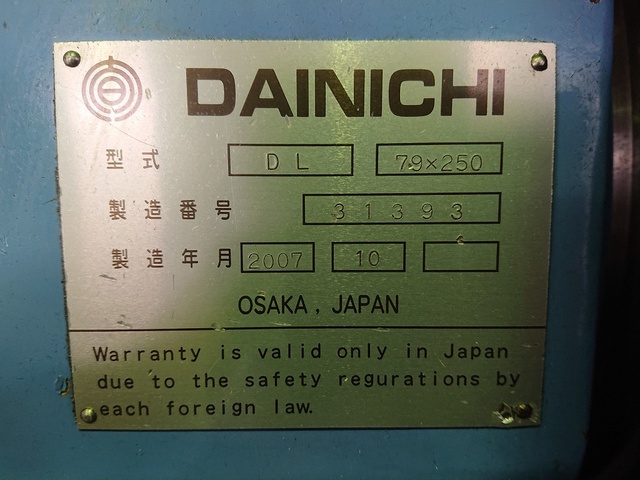 DAINICHI
型式 DL 79×250
製造番号 31393
製造年月 2007 10
OSAKA, JAPAN
Warranty is valid only in Japan
due to the safety regurations by
each foreign law.